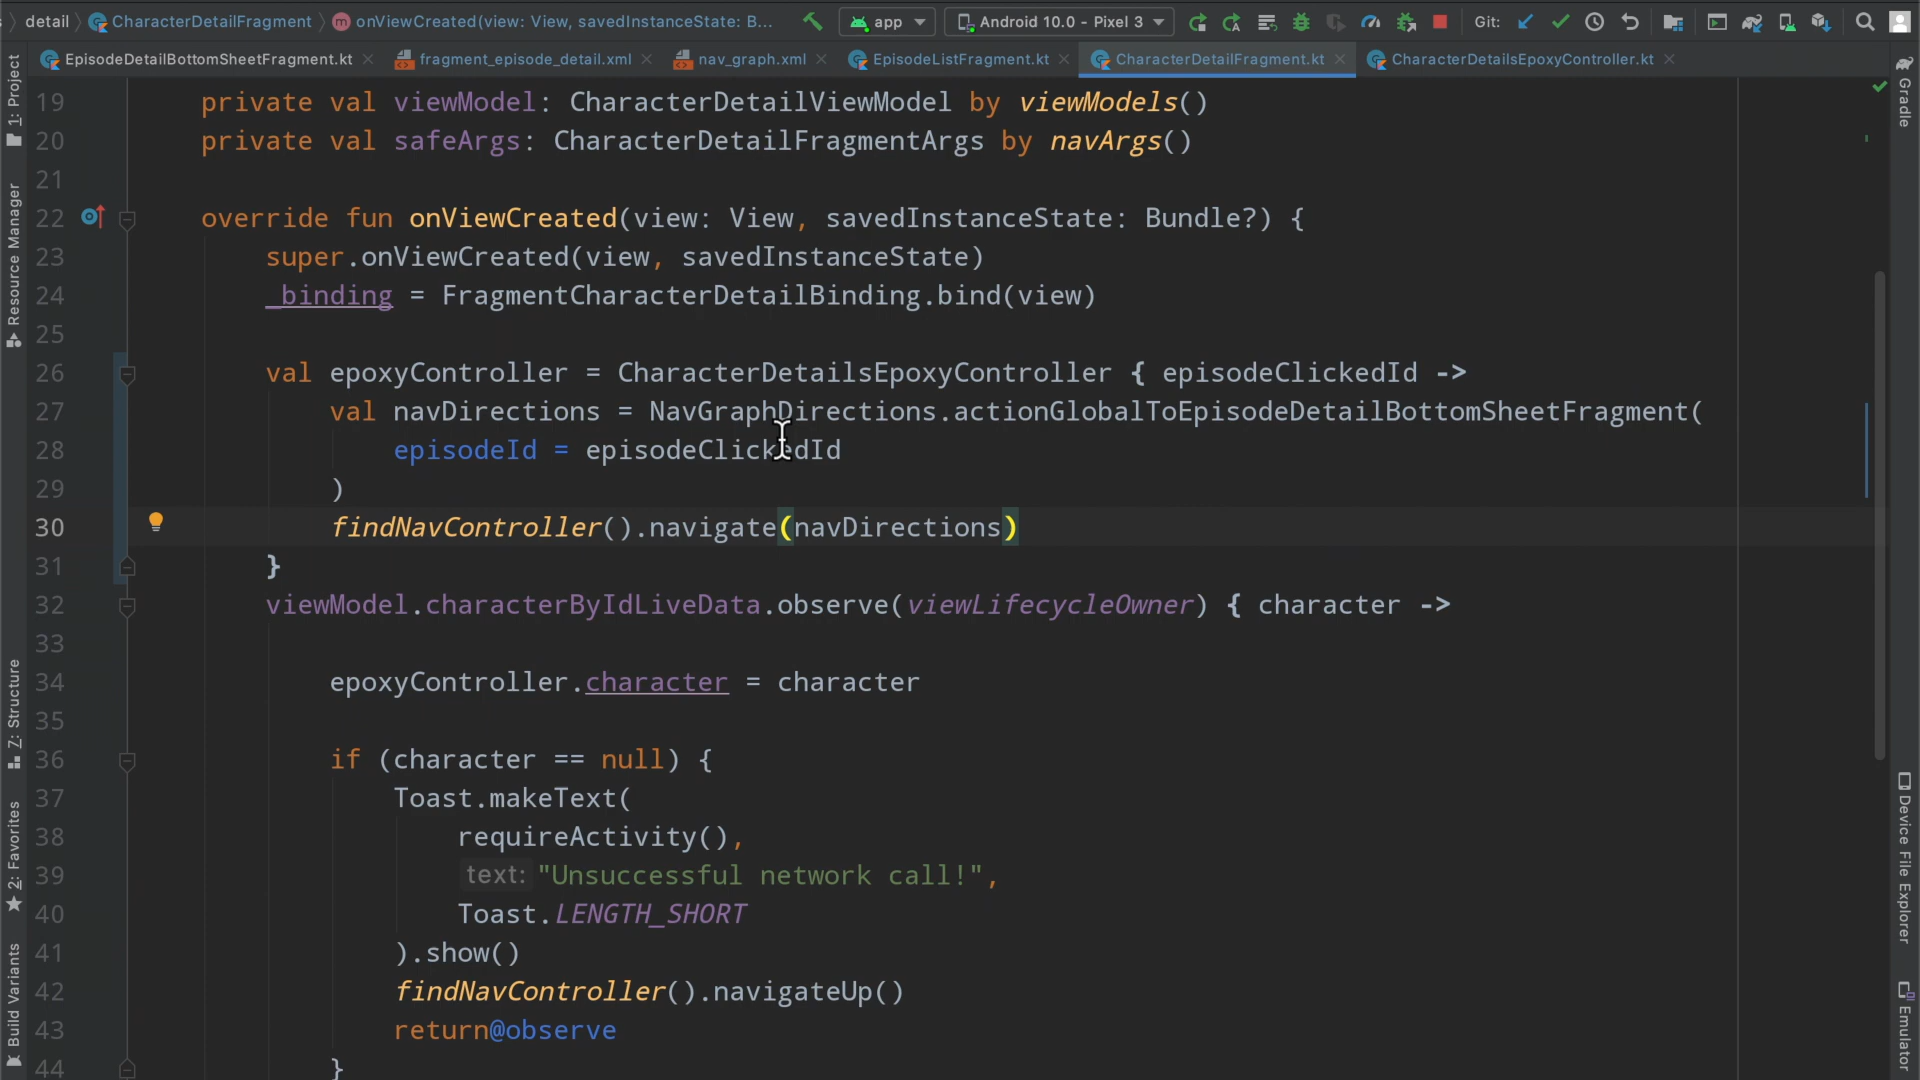 detail CharacterDetailFragment onViewCreated(view: View, savedInstanceState: B... app Android 10.0 - Pixel 3 Git:
EpisodeDetailBottomSheetFragment.kt fragment_episode_detail.xml nav_graph.xml EpisodeListFragment.kt CharacterDetailFragment.kt CharacterDetailsEpoxyController.kt
1: Project
Resource Manager
Z: Structure
2: Favorites
Build Variants
19 private val viewModel: CharacterDetailViewModel by viewModels()
20 private val safeArgs: CharacterDetailFragmentArgs by navArgs()
21
22 override fun onViewCreated(view: View, savedInstanceState: Bundle?) {
23 super.onViewCreated(view, savedInstanceState)
24 _binding = FragmentCharacterDetailBinding.bind(view)
25
26 val epoxyController = CharacterDetailsEpoxyController { episodeClickedId ->
27 val navDirections = NavGraphDirections.actionGlobalToEpisodeDetailBottomSheetFragment(
28 episodeId = episodeClickedId
29 )
30 findNavController().navigate(navDirections)
31 }
32 viewModel.characterByIdLiveData.observe(viewLifecycleOwner) { character ->
33
34 epoxyController.character = character
35
36 if (character == null) {
37 Toast.makeText(
38 requireActivity(),
39 text: "Unsuccessful network call!",
40 Toast.LENGTH_SHORT
41 ).show()
42 findNavController().navigateUp()
43 return@observe
44 }
Gradle
Device File Explorer
Emulator